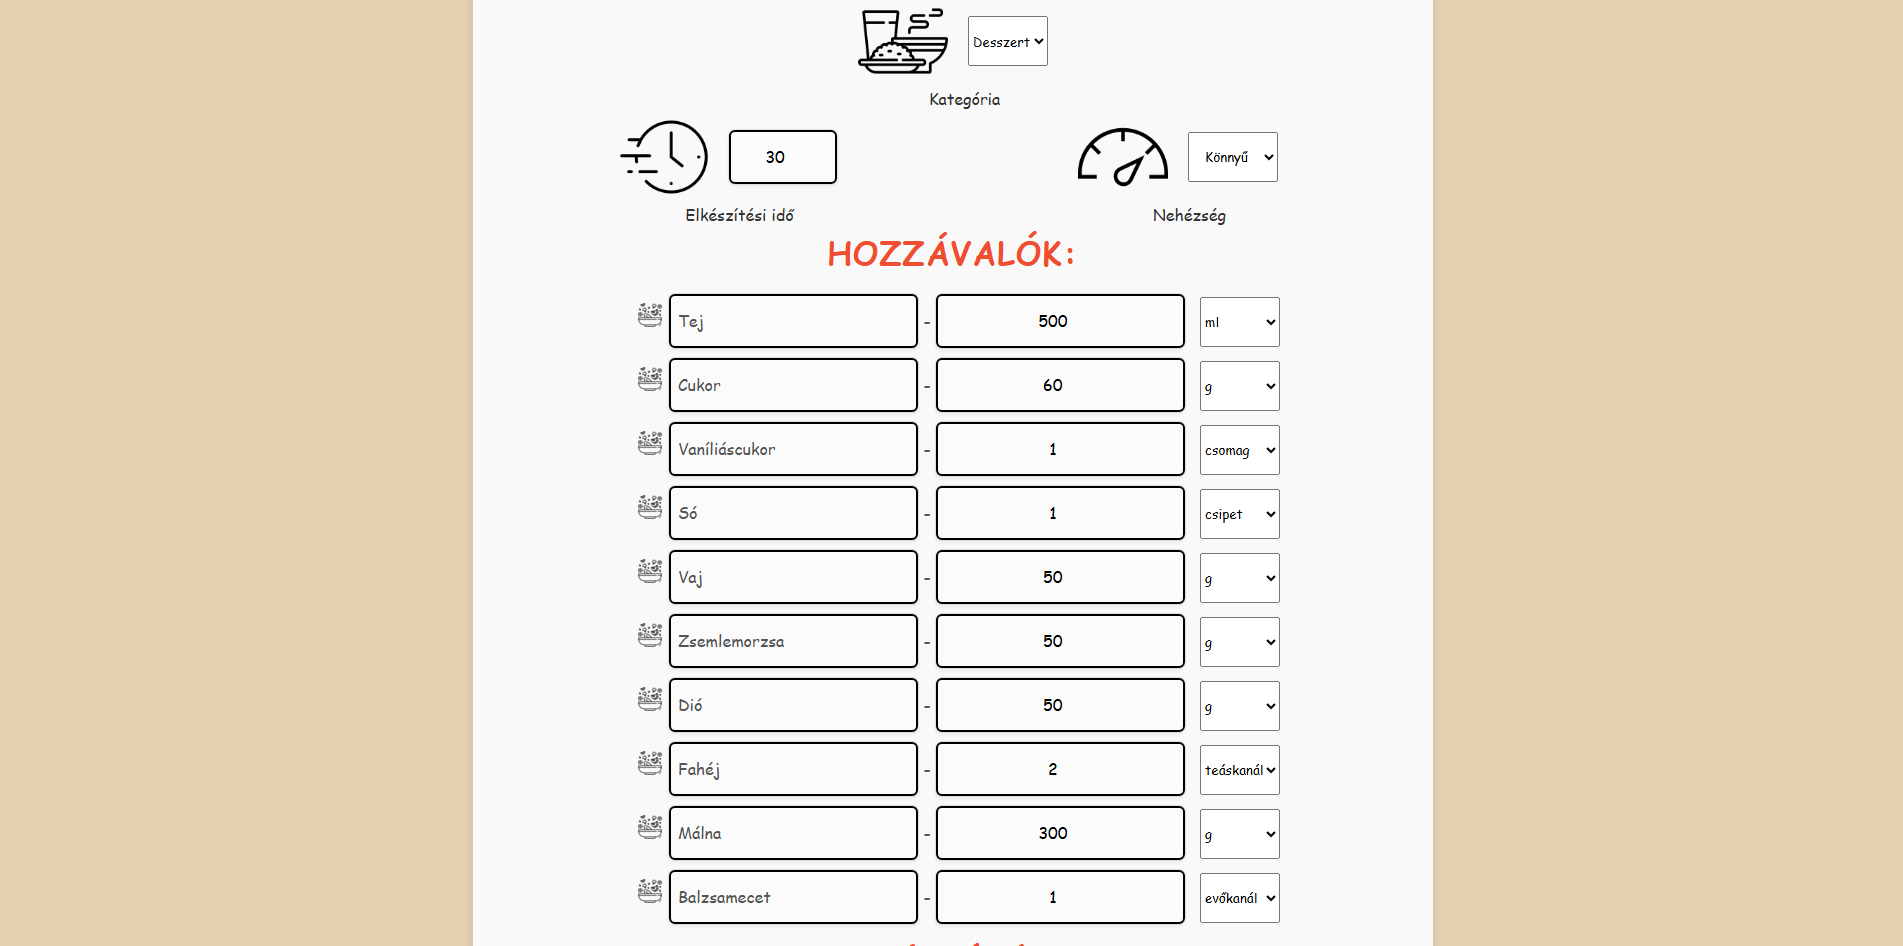 Desszert
Kategória
30
Könnyű
Elkészítési idő
Nehézség
HOZZÁVALÓK:
Tej - 500 ml
Cukor - 60 g
Vaníliáscukor - 1 csomag
Só - 1 csipet
Vaj - 50 g
Zsemlemorzsa - 50 g
Dió - 50 g
Fahéj - 2 teáskanál
Málna - 300 g
Balzsamecet - 1 evőkanál